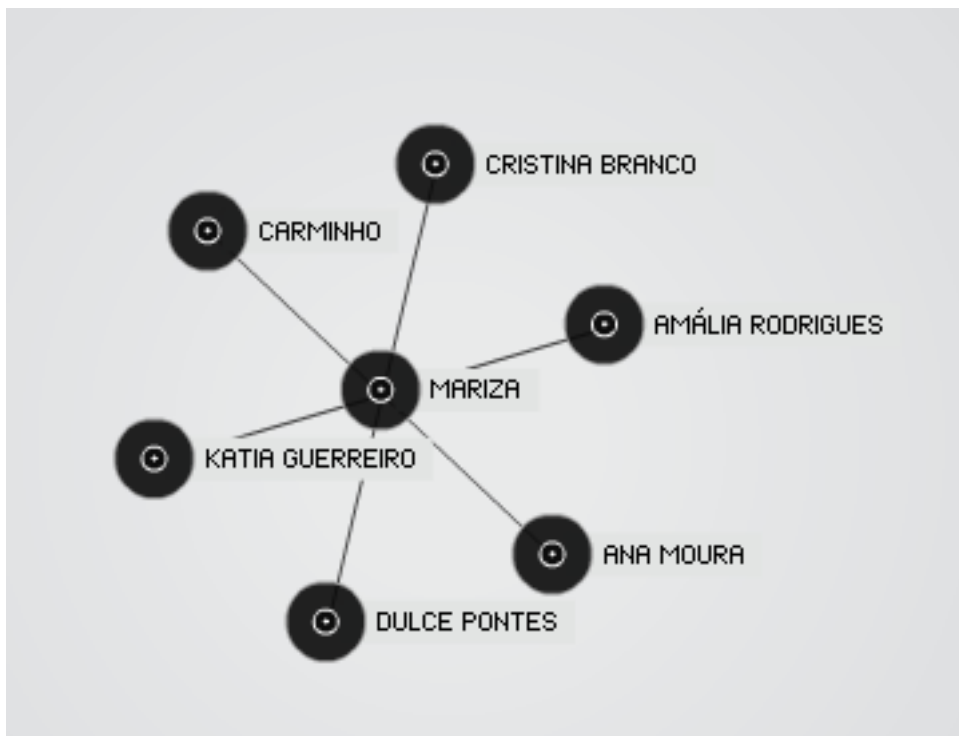 CRISTINA BRANCO
CARMINHO
AMÁLIA RODRIGUES
MARIZA
KATIA GUERREIRO
ANA MOURA
DULCE PONTES